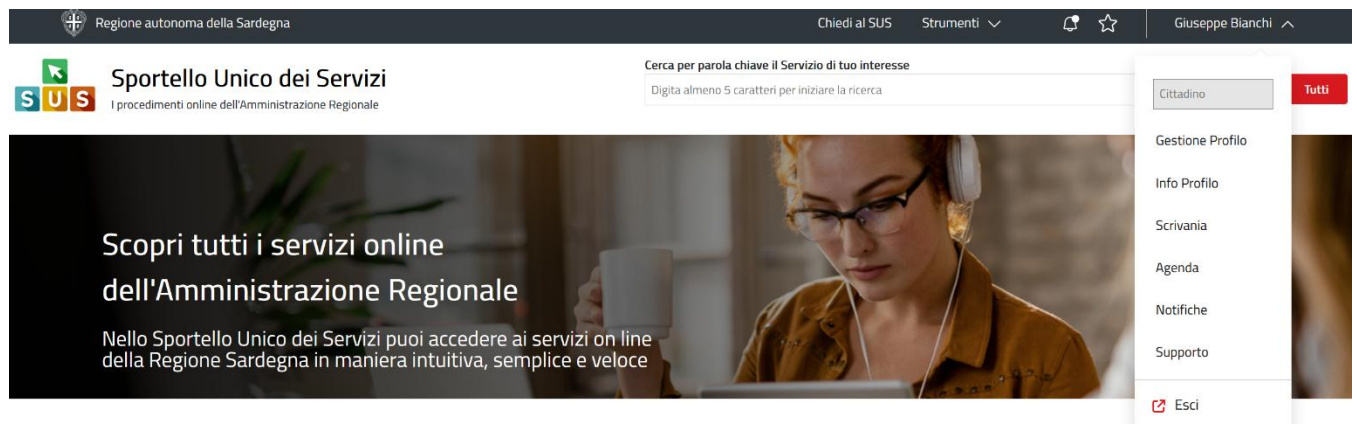 Regione autonoma della Sardegna
Chiedi al SUS
Strumenti
Giuseppe Bianchi
SUS
Sportello Unico dei Servizi
I procedimenti online dell'Amministrazione Regionale
Cerca per parola chiave il Servizio di tuo interesse
Digita almeno 5 caratteri per iniziare la ricerca
Tutti
Cittadino
Gestione Profilo
Info Profilo
Scrivania
Agenda
Notifiche
Supporto
Esci
Scopri tutti i servizi online
dell'Amministrazione Regionale
Nello Sportello Unico dei Servizi puoi accedere ai servizi on line
della Regione Sardegna in maniera intuitiva, semplice e veloce